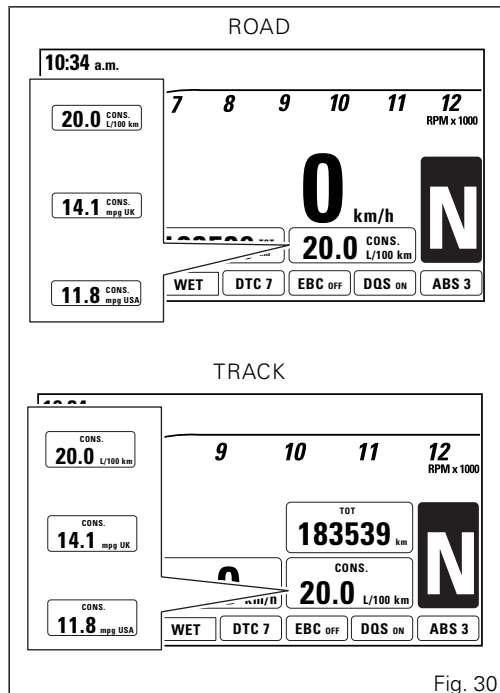 ROAD
10:34 a.m.
20.0 CONS. L/100 km
14.1 CONS. mpg UK
11.8 CONS. mpg USA
7 8 9 10 11 12
RPM x 1000
0 km/h
N
TOT
20.0 CONS. L/100 km
WET DTC 7 EBC OFF DQS ON ABS 3
TRACK
CONS.
20.0 L/100 km
CONS.
14.1 mpg UK
CONS.
11.8 mpg USA
9 10 11 12
RPM x 1000
TOT
183539 km
N
0 km/h
CONS.
20.0 L/100 km
WET DTC 7 EBC OFF DQS ON ABS 3
Fig. 30